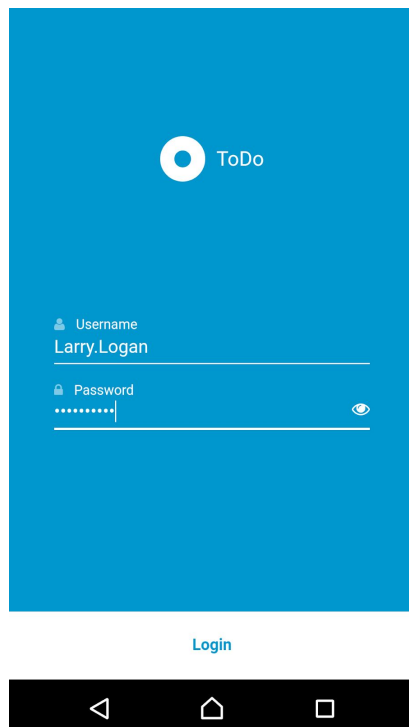 ToDo
Username
Larry.Logan
Password
••••••••••
Login